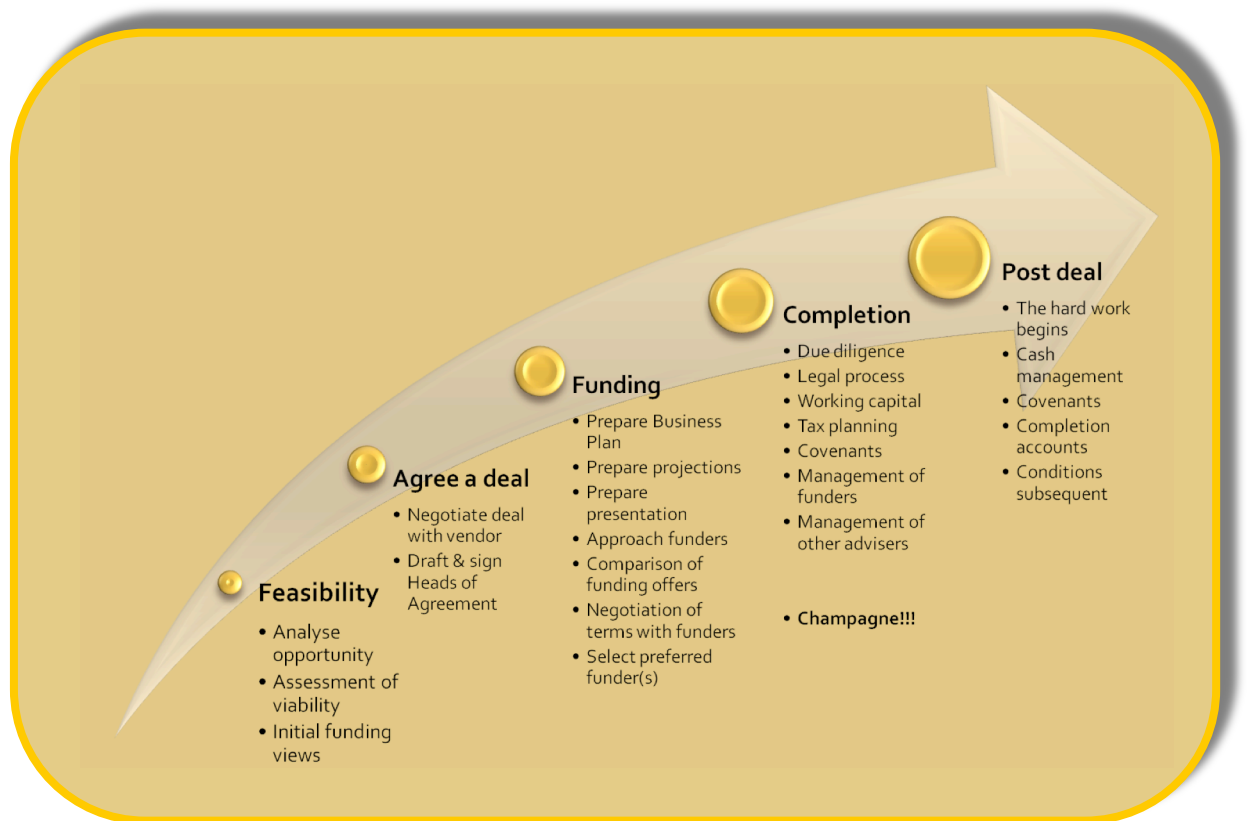 Feasibility
• Analyse
opportunity
• Assessment of
viability
• Initial funding
views
Agree a deal
• Negotiate deal
with vendor
• Draft & sign
Heads of
Agreement
Funding
• Prepare Business
Plan
• Prepare projections
• Prepare
presentation
• Approach funders
• Comparison of
funding offers
• Negotiation of
terms with funders
• Select preferred
funder(s)
Completion
• Due diligence
• Legal process
• Working capital
• Tax planning
• Covenants
• Management of
funders
• Management of
other advisers
• Champagne!!!
Post deal
• The hard work
begins
• Cash
management
• Covenants
• Completion
accounts
• Conditions
subsequent